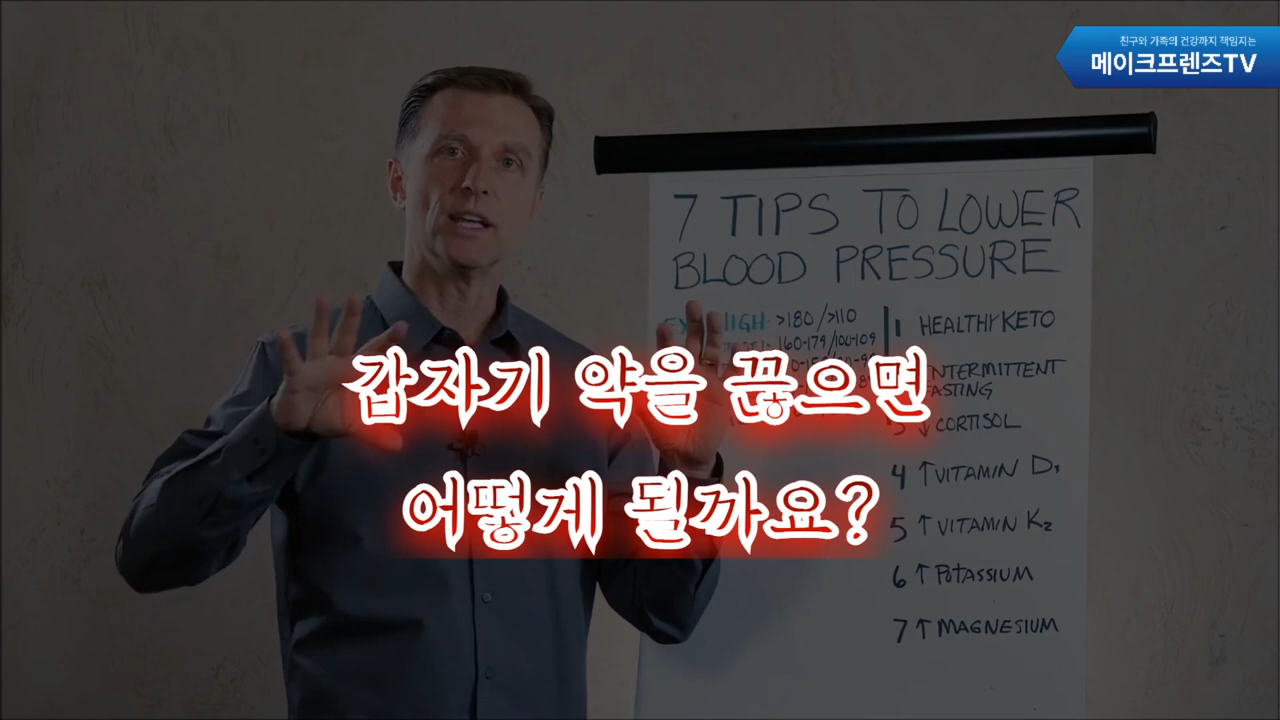 친구와 가족의 건강까지 책임지는
메이크프렌즈TV
7 TIPS TO LOWER
BLOOD PRESSURE
HIGH: >180/>110
160-179/100-109
1 HEALTHY KETO
INTERMITTENT
FASTING
↓ CORTISOL
4 ↑ VITAMIN D₃
5 ↑ VITAMIN K₂
6 ↑ POTASSIUM
7 ↑ MAGNESIUM
갑자기 약을 끊으면
어떻게 될까요?